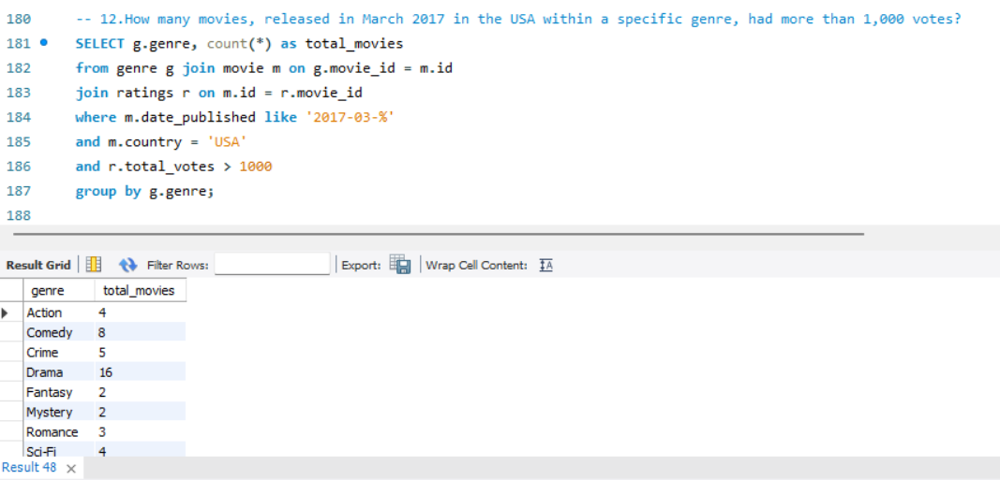 180 -- 12.How many movies, released in March 2017 in the USA within a specific genre, had more than 1,000 votes?
181 SELECT g.genre, count(*) as total_movies
182 from genre g join movie m on g.movie_id = m.id
183 join ratings r on m.id = r.movie_id
184 where m.date_published like '2017-03-%'
185 and m.country = 'USA'
186 and r.total_votes > 1000
187 group by g.genre;
188
Result Grid Filter Rows: Export: Wrap Cell Content: IA
genre total_movies
Action 4
Comedy 8
Crime 5
Drama 16
Fantasy 2
Mystery 2
Romance 3
Sci-Fi 4
Result 48 ×